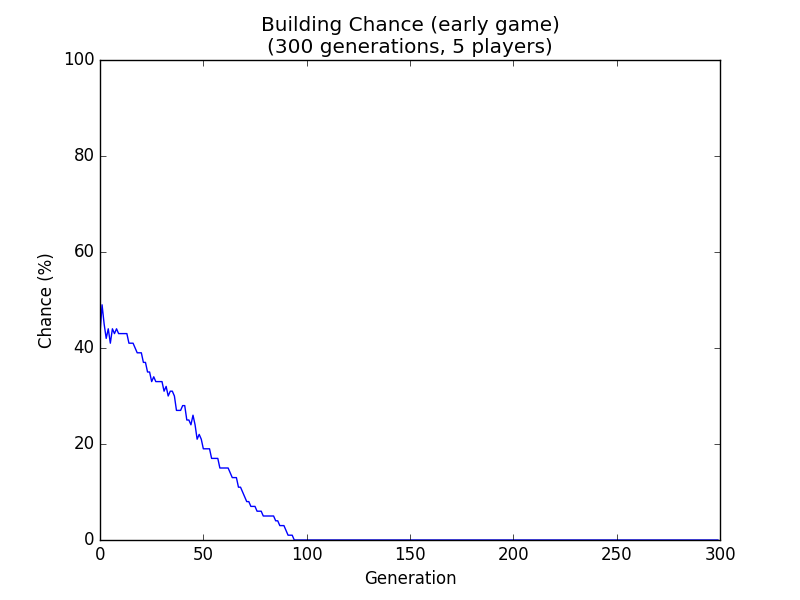 Building Chance (early game)
(300 generations, 5 players)
100
80
60
40
20
0
Chance (%)
0 50 100 150 200 250 300
Generation